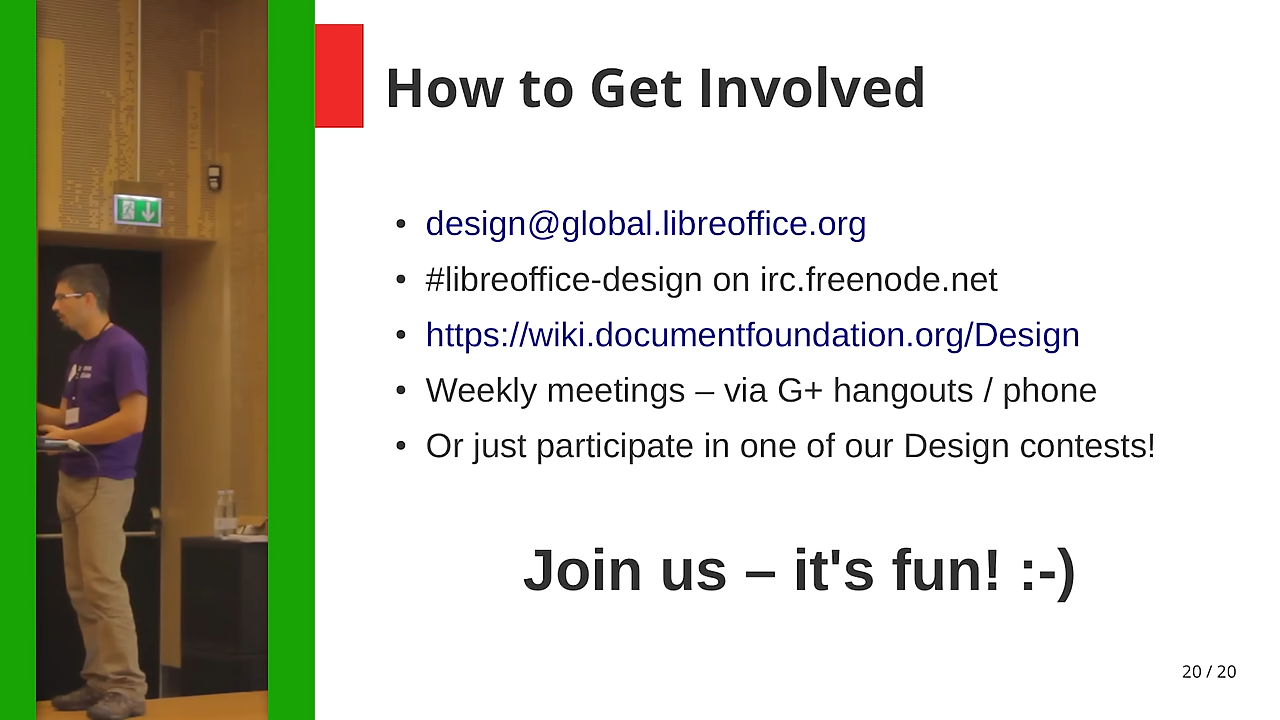 How to Get Involved
• design@global.libreoffice.org
• #libreoffice-design on irc.freenode.net
• https://wiki.documentfoundation.org/Design
• Weekly meetings – via G+ hangouts / phone
• Or just participate in one of our Design contests!
Join us – it's fun! :-)
20 / 20